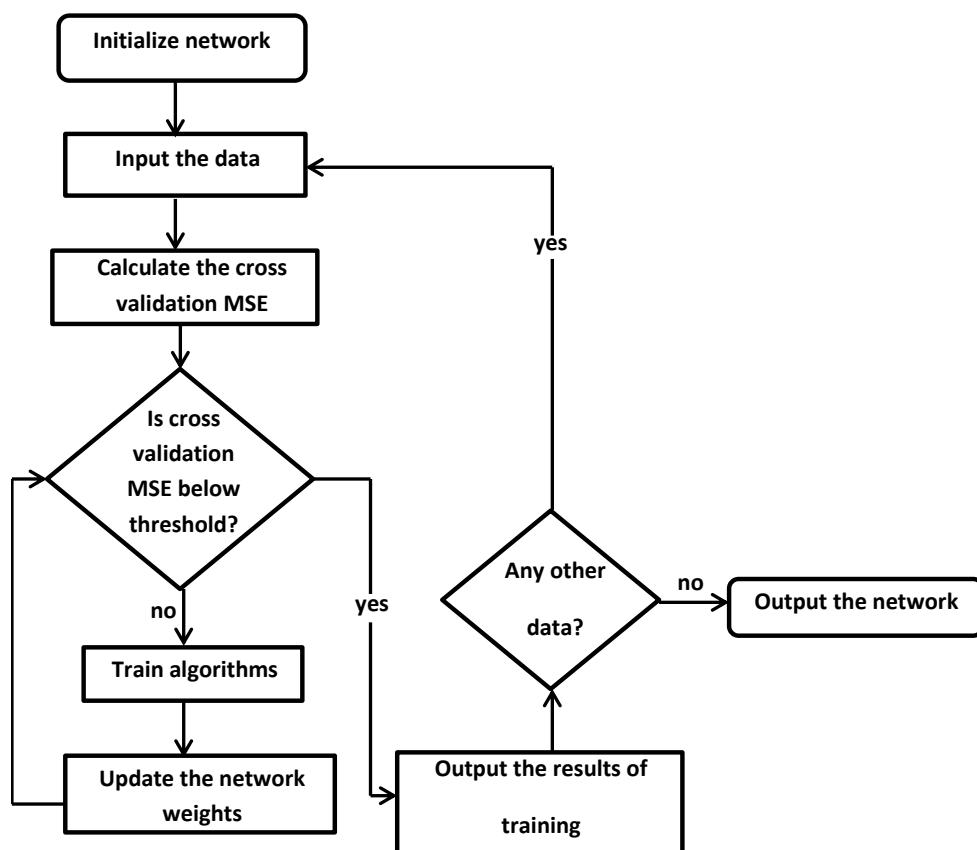 Initialize network
Input the data
Calculate the cross
validation MSE
Is cross
validation
MSE below
threshold?
no
Train algorithms
Update the network
weights
yes
Output the results of
training
Any other
data?
yes
no
Output the network